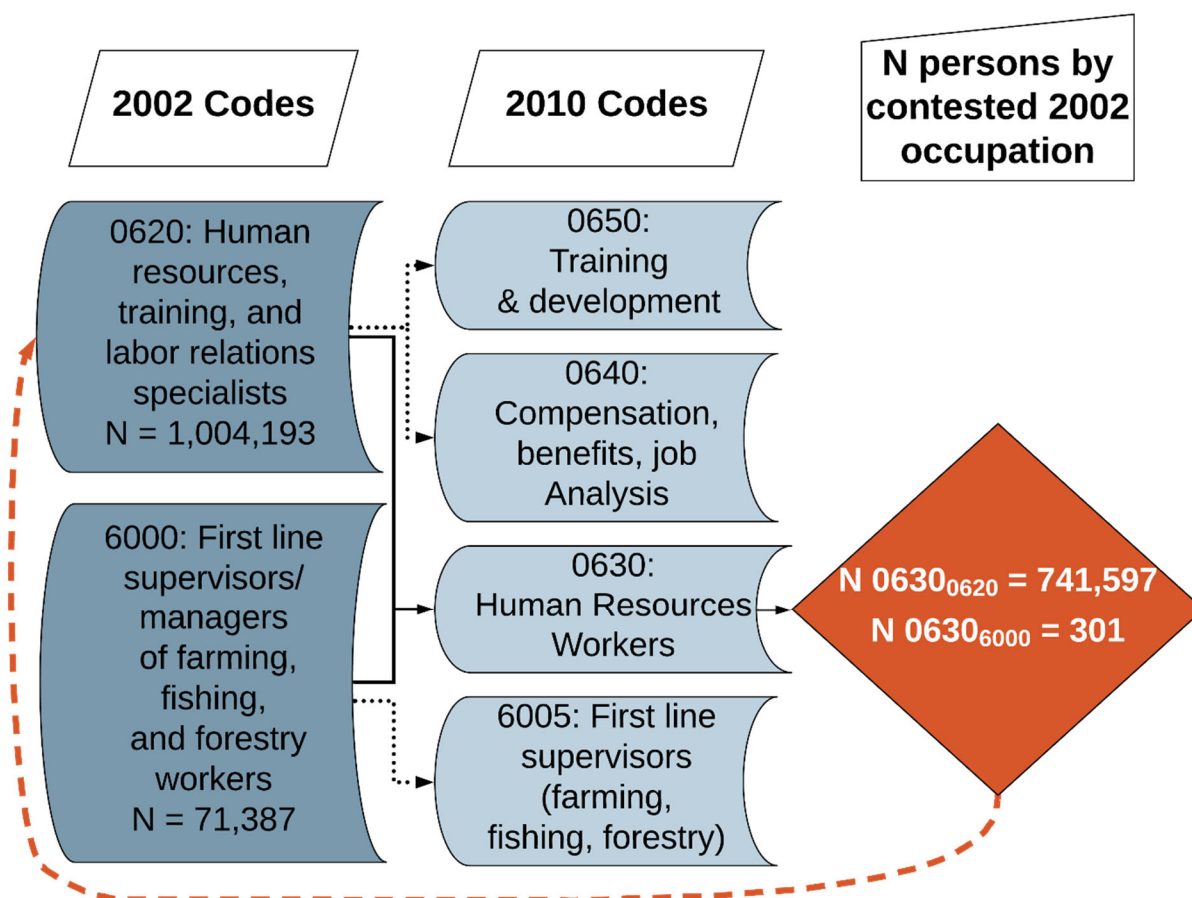 2002 Codes
2010 Codes
N persons by
contested 2002
occupation
0620: Human
resources,
training, and
labor relations
specialists
N = 1,004,193
6000: First line
supervisors/
managers
of farming,
fishing,
and forestry
workers
N = 71,387
0650:
Training
& development
0640:
Compensation,
benefits, job
Analysis
0630:
Human Resources
Workers
6005: First line
supervisors
(farming,
fishing, forestry)
N 0630₀₆₂₀ = 741,597
N 0630₆₀₀₀ = 301